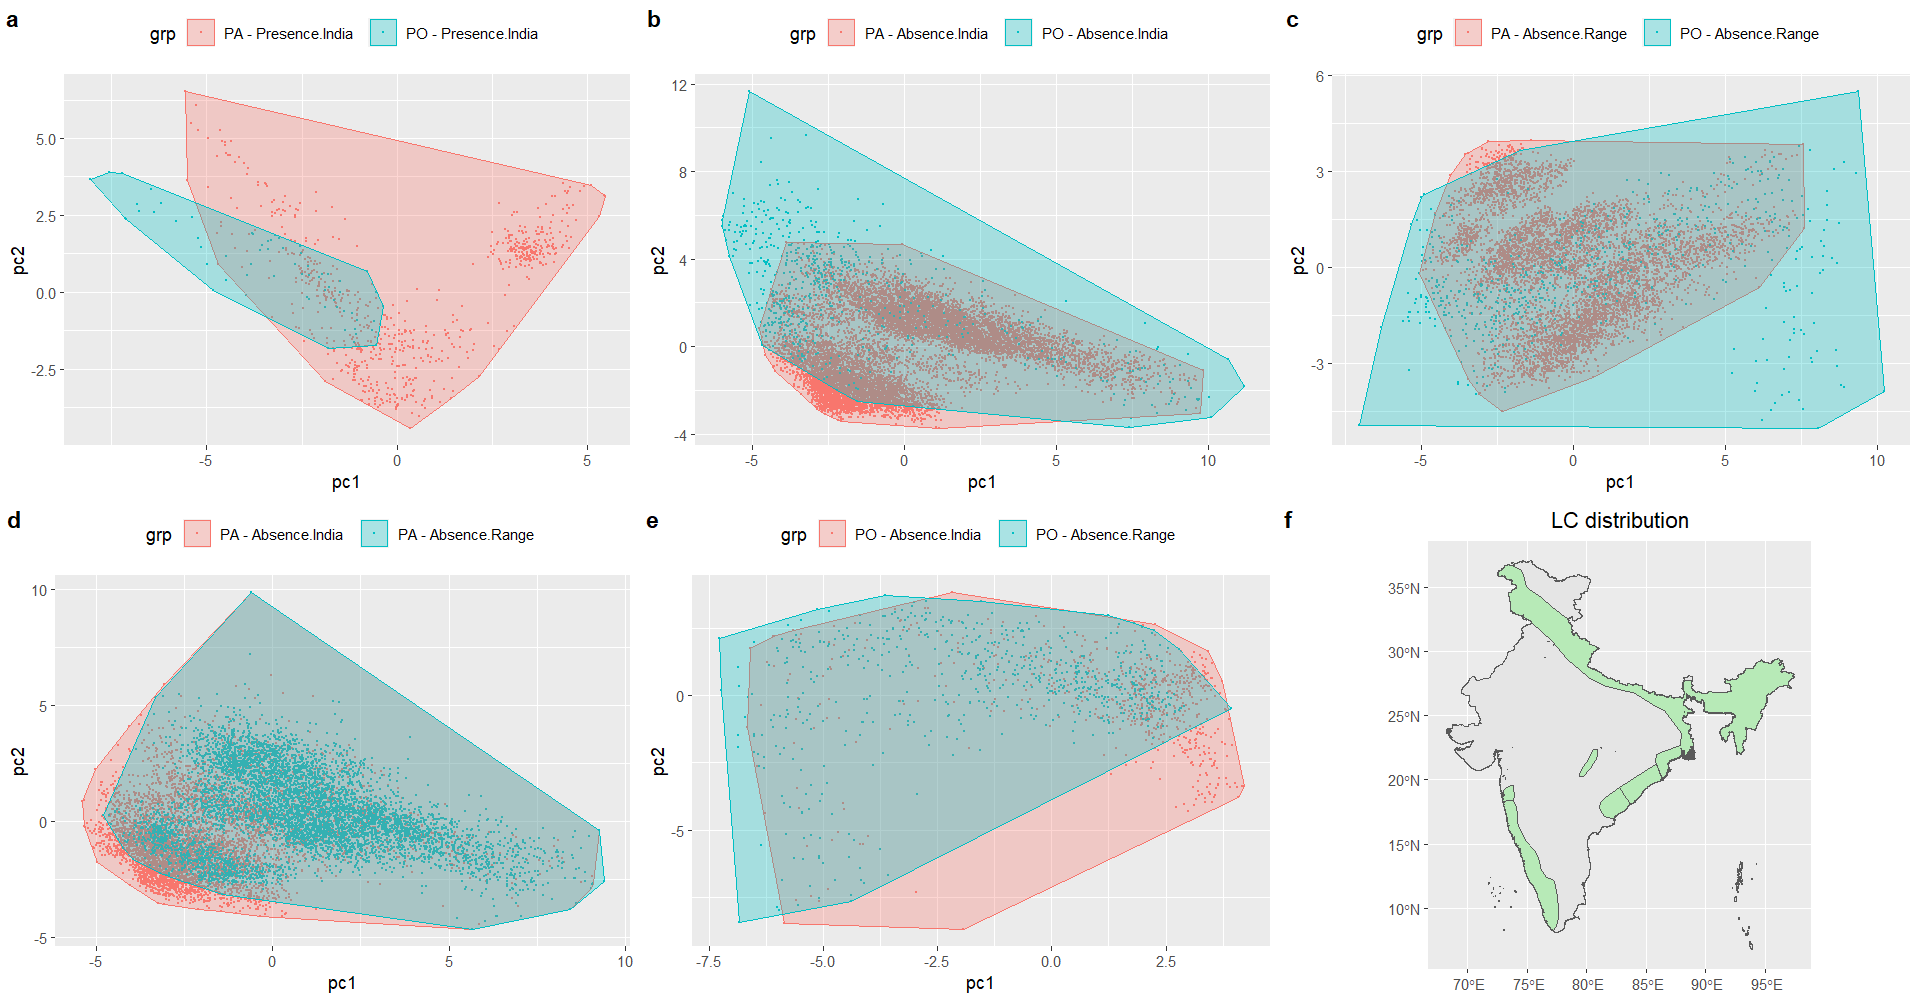 a
grp PA - Presence.India PO - Presence.India
5.0
2.5
0.0
-2.5
pc2
-5 0 5
pc1
b
grp PA - Absence.India PO - Absence.India
12
8
4
0
-4
pc2
-5 0 5 10
pc1
c
grp PA - Absence.Range PO - Absence.Range
6
3
0
-3
pc2
-5 0 5 10
pc1
d
grp PA - Absence.India PA - Absence.Range
10
5
0
-5
pc2
-5 0 5 10
pc1
e
grp PO - Absence.India PO - Absence.Range
0
-5
pc2
-7.5 -5.0 -2.5 0.0 2.5
pc1
f
LC distribution
35°N
30°N
25°N
20°N
15°N
10°N
70°E 75°E 80°E 85°E 90°E 95°E